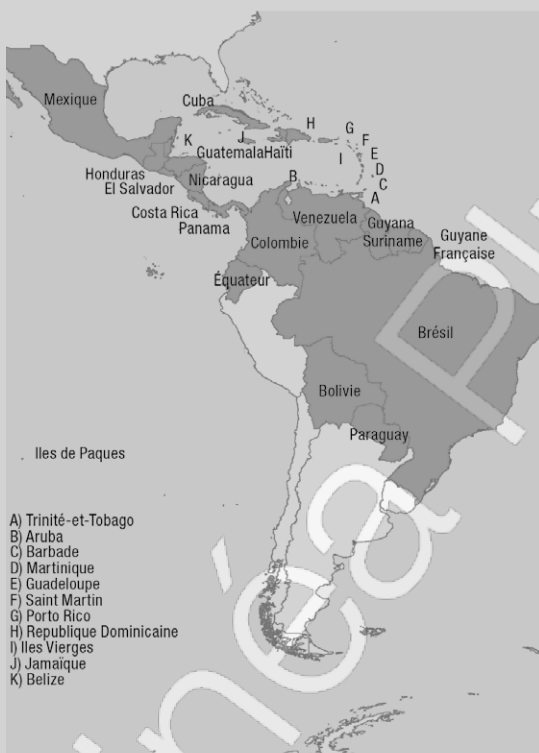 Mexique
Cuba
H
G
F
K
J
GuatemalaHaïti
I
E
D
C
B
A
Honduras
El Salvador
Nicaragua
Costa Rica
Panama
Venezuela
Guyana
Suriname
Guyane
Française
Colombie
Équateur
Brésil
Bolivie
Paraguay
Iles de Paques
A) Trinité-et-Tobago
B) Aruba
C) Barbade
D) Martinique
E) Guadeloupe
F) Saint Martin
G) Porto Rico
H) Republique Dominicaine
I) Iles Vierges
J) Jamaïque
K) Belize